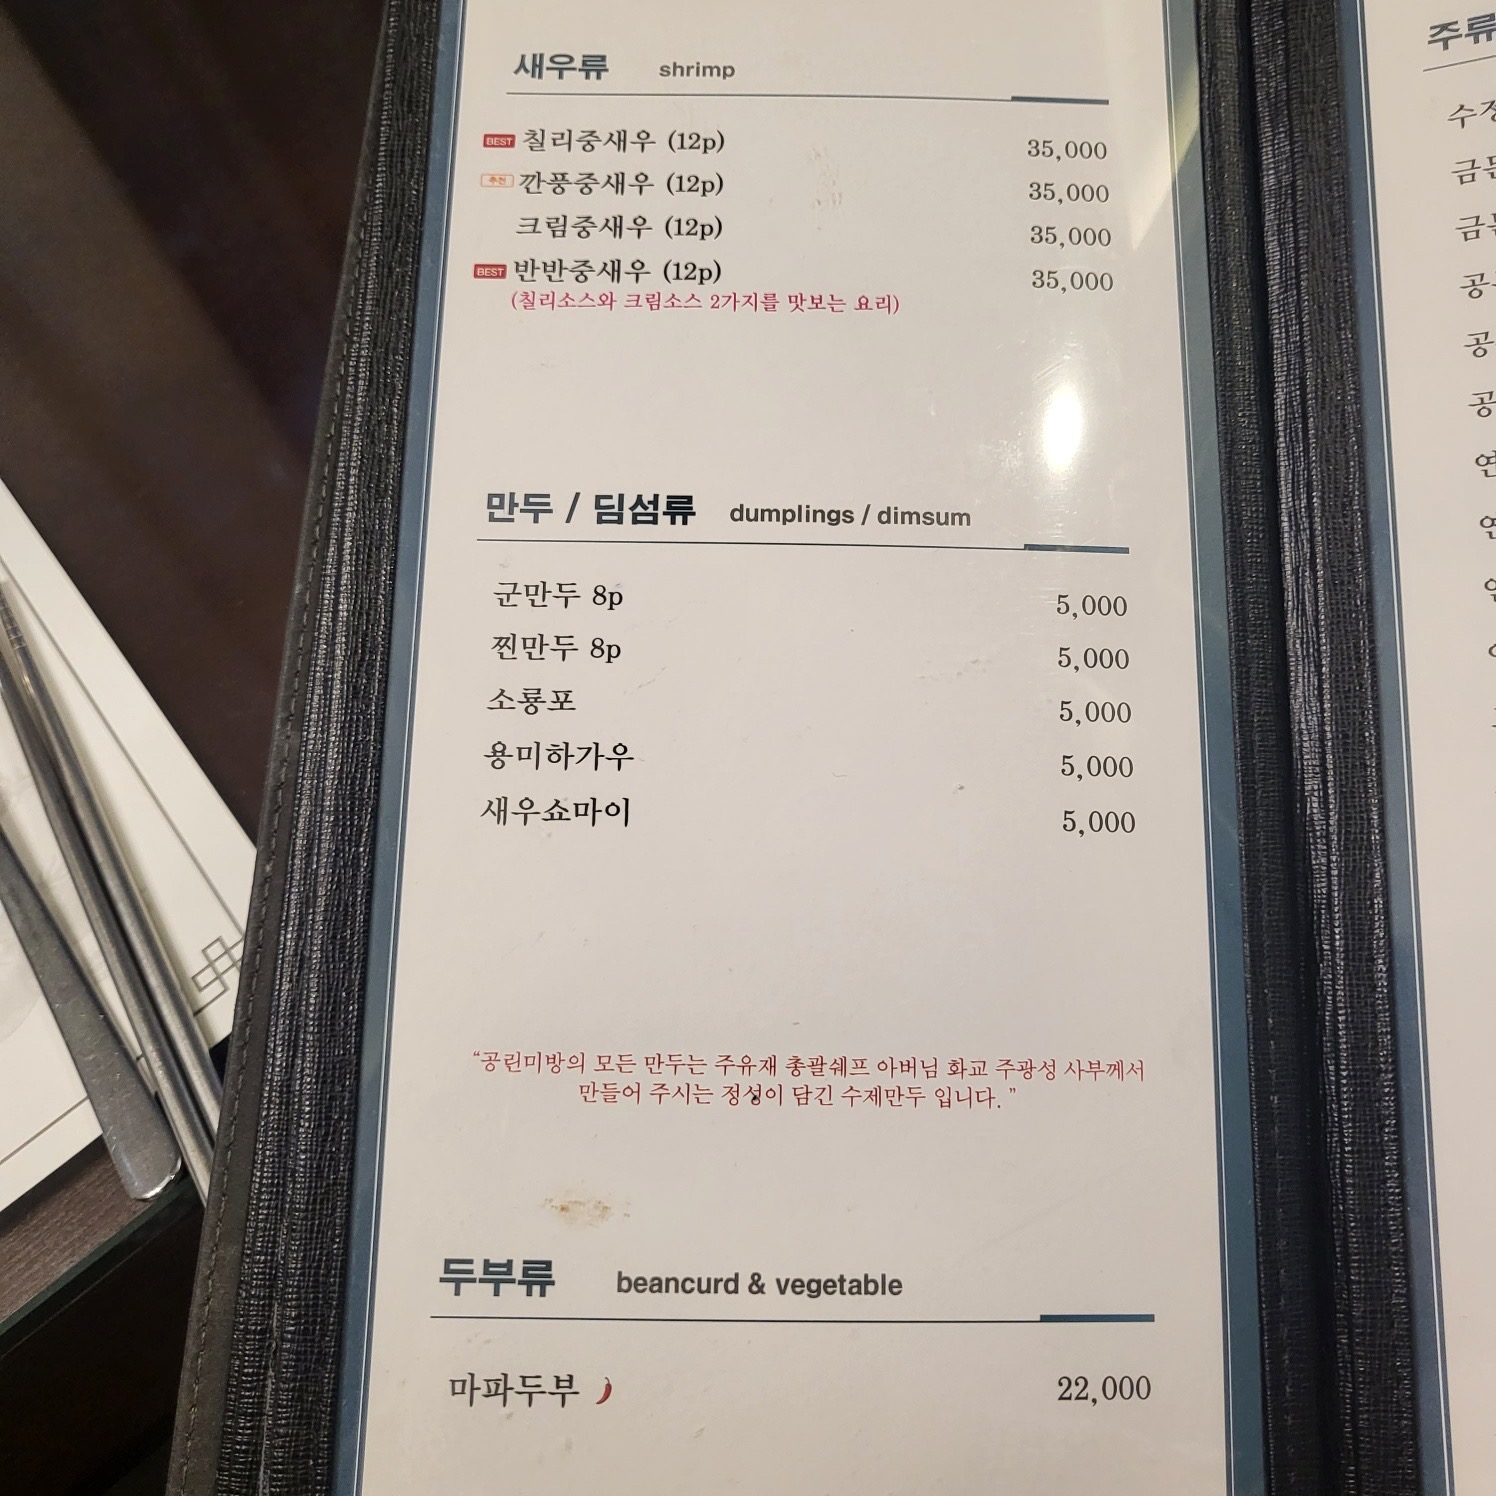 새우류 shrimp
BEST 칠리중새우 (12p) 35,000
추천 깐풍중새우 (12p) 35,000
크림중새우 (12p) 35,000
BEST 반반중새우 (12p) 35,000
(칠리소스와 크림소스 2가지를 맛보는 요리)
만두 / 딤섬류 dumplings / dimsum
군만두 8p 5,000
찐만두 8p 5,000
소룡포 5,000
용미하가우 5,000
새우쇼마이 5,000
“공린미방의 모든 만두는 주유재 총괄쉐프 아버님 화교 주광성 사부께서
만들어 주시는 정성이 담긴 수제만두 입니다. ”
두부류 beancurd & vegetable
마파두부 22,000
주류